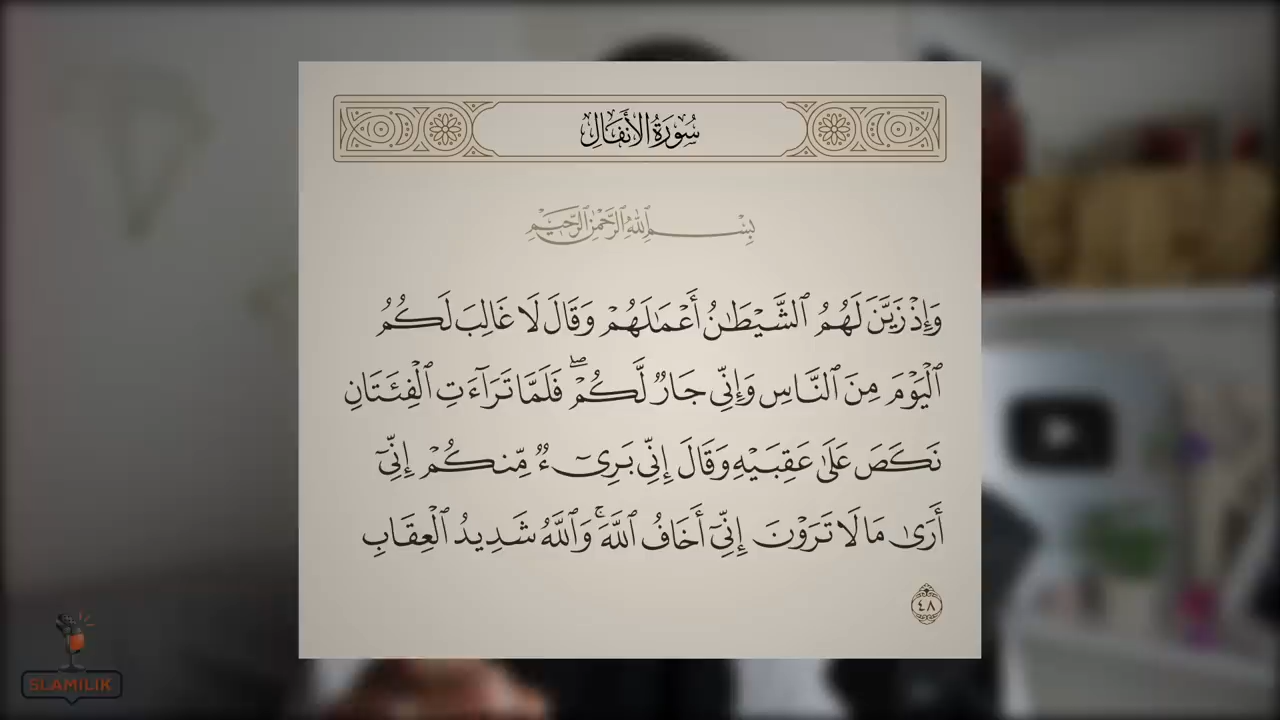 سُورَةُ الأَنفَالِ
بِسْمِ ٱللَّهِ ٱلرَّحْمَٰنِ ٱلرَّحِيمِ
وَإِذْ زَيَّنَ لَهُمُ ٱلشَّيْطَٰنُ أَعْمَٰلَهُمْ وَقَالَ لَا غَالِبَ لَكُمُ
ٱلْيَوْمَ مِنَ ٱلنَّاسِ وَإِنِّى جَارٌ لَّكُمْ ۖ فَلَمَّا تَرَآءَتِ ٱلْفِئَتَانِ
نَكَصَ عَلَىٰ عَقِبَيْهِ وَقَالَ إِنِّى بَرِىٓءٌ مِّنكُمْ إِنِّىٓ
أَرَىٰ مَا لَا تَرَوْنَ إِنِّىٓ أَخَافُ ٱللَّهَ ۚ وَٱللَّهُ شَدِيدُ ٱلْعِقَابِ
٤٨
SLAMILIK